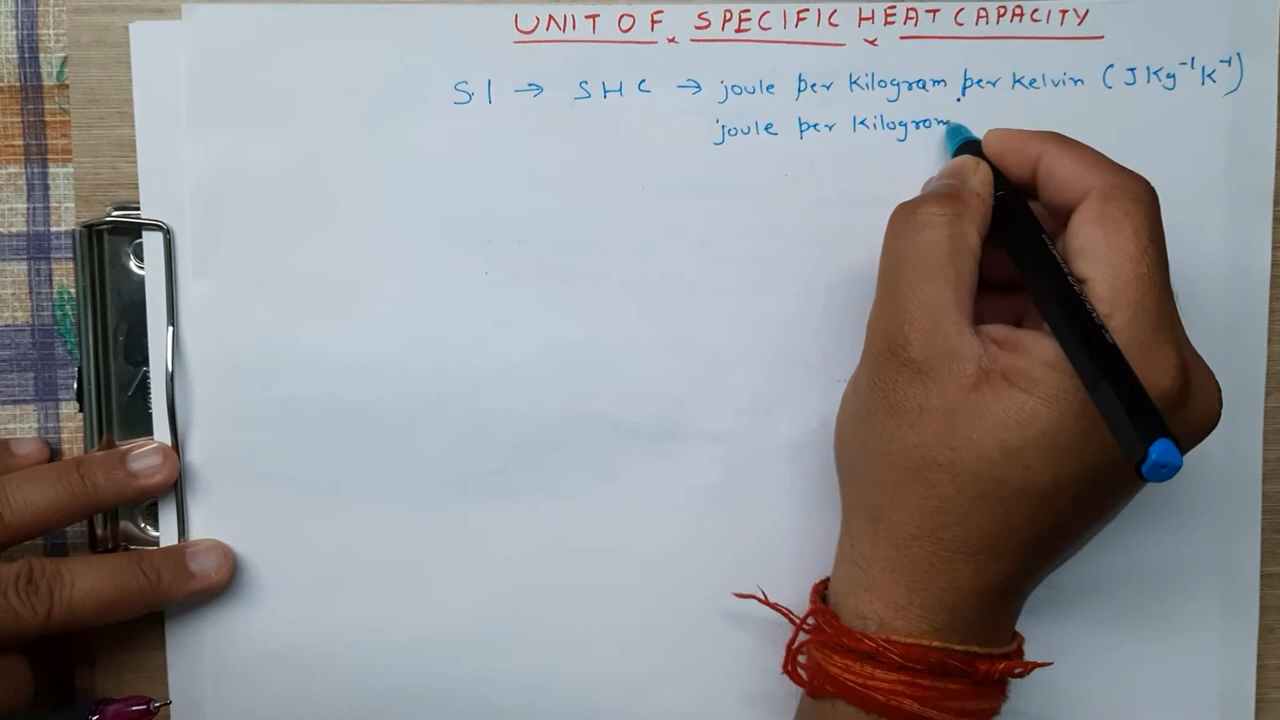 UNIT OF SPECIFIC HEAT CAPACITY
S.I → SHC → joule per Kilogram per Kelvin (J Kg⁻¹ K⁻¹)
joule per Kilogram